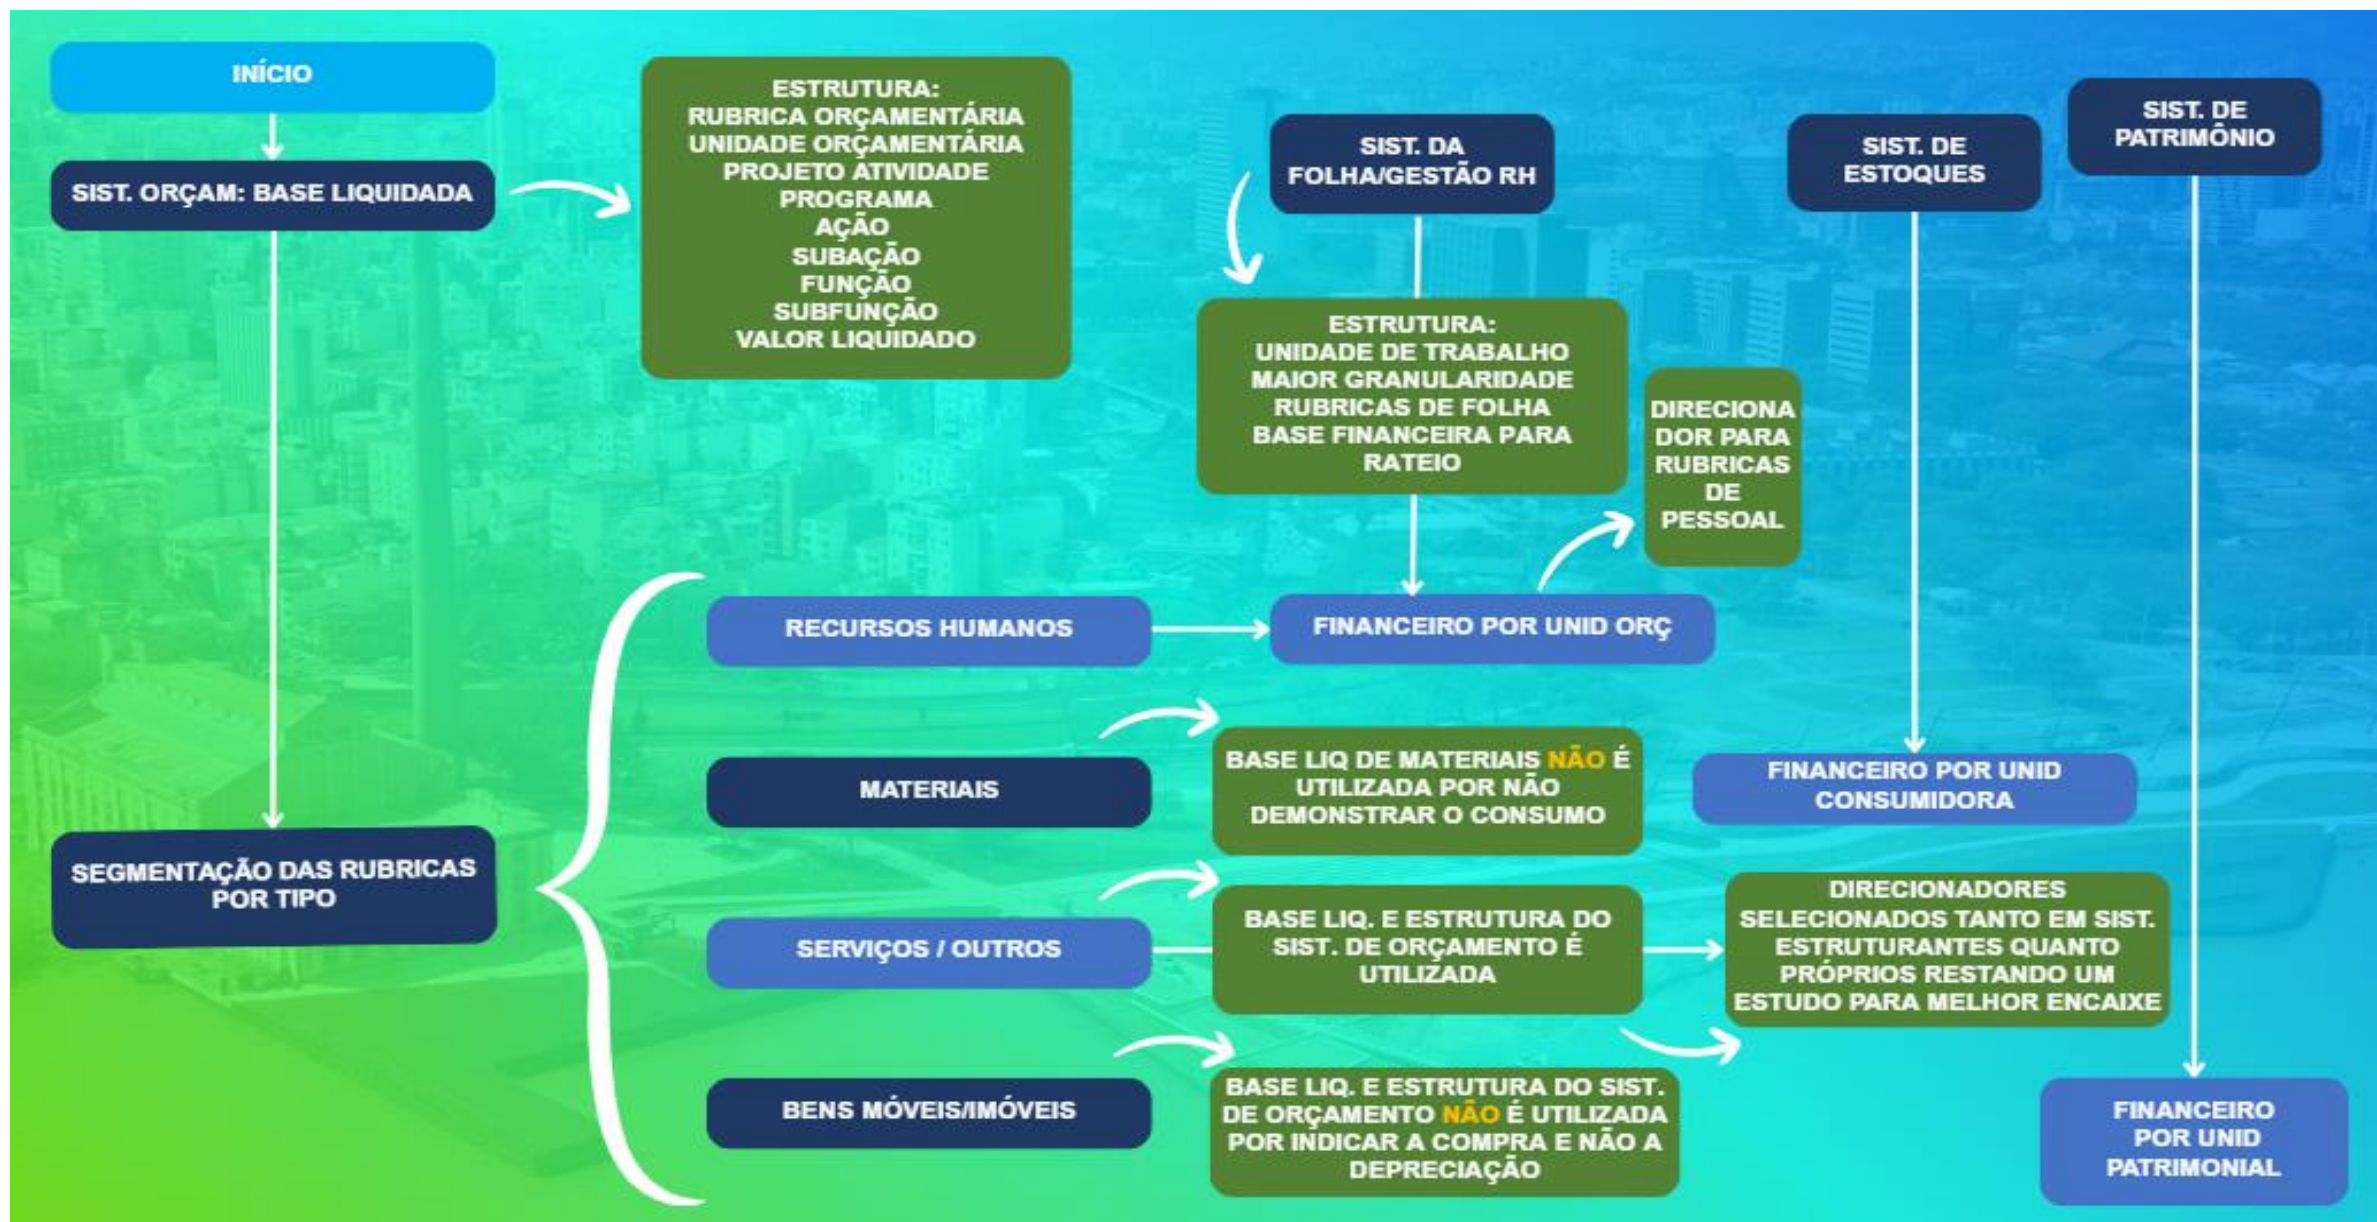 INÍCIO
SIST. ORÇAM: BASE LIQUIDADA
ESTRUTURA:
RUBRICA ORÇAMENTÁRIA
UNIDADE ORÇAMENTÁRIA
PROJETO ATIVIDADE
PROGRAMA
AÇÃO
SUBAÇÃO
FUNÇÃO
SUBFUNÇÃO
VALOR LIQUIDADO
SIST. DA
FOLHA/GESTÃO RH
SIST. DE
ESTOQUES
SIST. DE
PATRIMÔNIO
ESTRUTURA:
UNIDADE DE TRABALHO
MAIOR GRANULARIDADE
RUBRICAS DE FOLHA
BASE FINANCEIRA PARA
RATEIO
DIRECIONA
DOR PARA
RUBRICAS
DE
PESSOAL
RECURSOS HUMANOS
FINANCEIRO POR UNID ORÇ
MATERIAIS
BASE LIQ DE MATERIAIS NÃO É
UTILIZADA POR NÃO
DEMONSTRAR O CONSUMO
FINANCEIRO POR UNID
CONSUMIDORA
SEGMENTAÇÃO DAS RUBRICAS
POR TIPO
SERVIÇOS / OUTROS
BASE LIQ. E ESTRUTURA DO
SIST. DE ORÇAMENTO É
UTILIZADA
DIRECIONADORES
SELECIONADOS TANTO EM SIST.
ESTRUTURANTES QUANTO
PRÓPRIOS RESTANDO UM
ESTUDO PARA MELHOR ENCAIXE
BENS MÓVEIS/IMÓVEIS
BASE LIQ. E ESTRUTURA DO SIST.
DE ORÇAMENTO NÃO É UTILIZADA
POR INDICAR A COMPRA E NÃO A
DEPRECIAÇÃO
FINANCEIRO
POR UNID
PATRIMONIAL